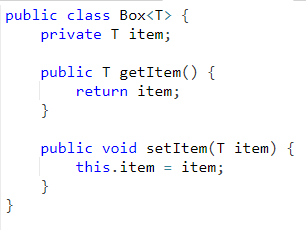 public class Box<T> {
    private T item;

    public T getItem() {
        return item;
    }

    public void setItem(T item) {
        this.item = item;
    }
}